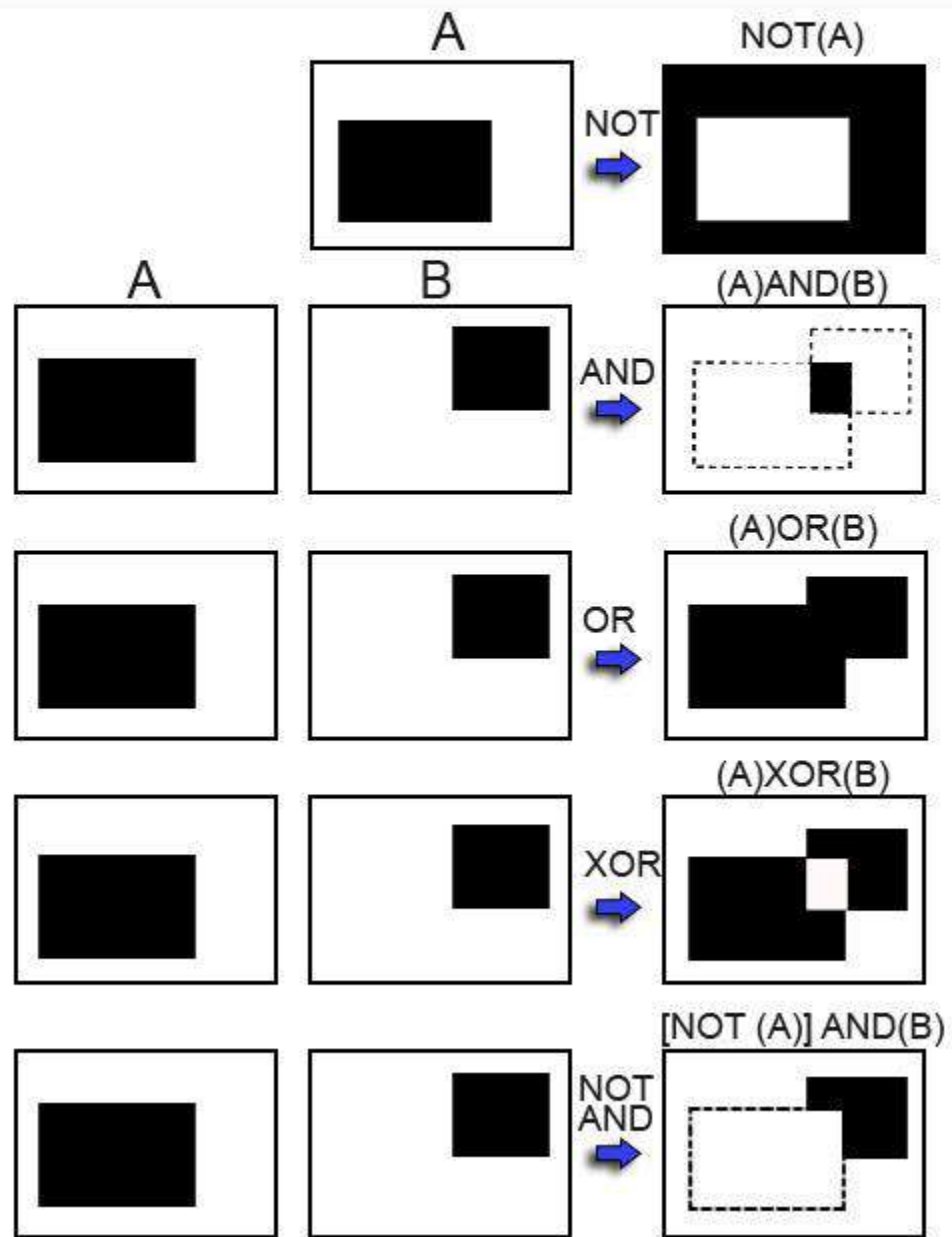 A
NOT(A)
NOT
A
B
(A)AND(B)
AND
(A)OR(B)
OR
(A)XOR(B)
XOR
[NOT (A)] AND(B)
NOT
AND